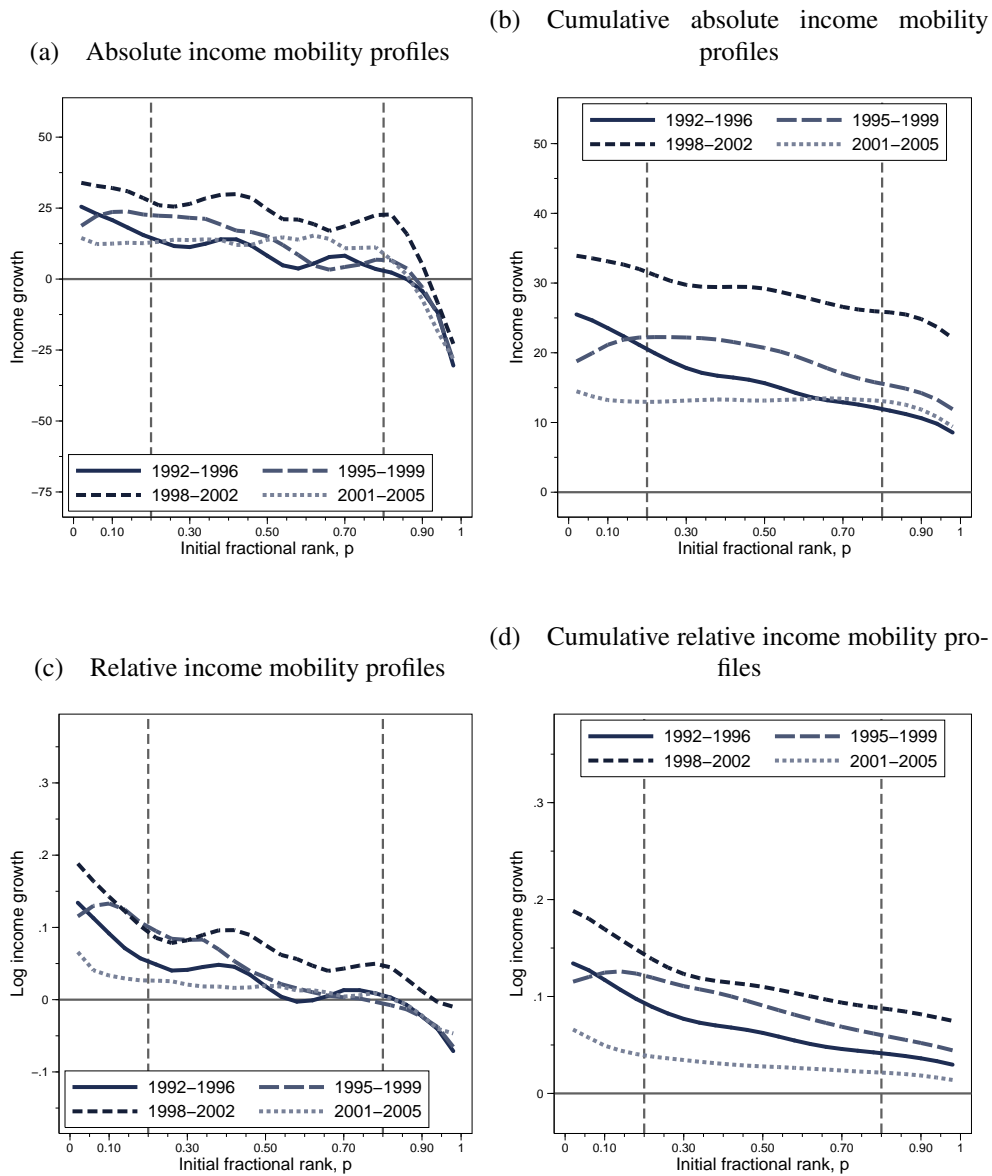 (a) Absolute income mobility profiles
50
25
0
−25
−50
−75
Income growth
1992−1996 1995−1999
1998−2002 2001−2005
0 0.10 0.30 0.50 0.70 0.90 1
Initial fractional rank, p
(b) Cumulative absolute income mobility
profiles
1992−1996 1995−1999
1998−2002 2001−2005
50
40
30
20
10
0
Income growth
0 0.10 0.30 0.50 0.70 0.90 1
Initial fractional rank, p
(c) Relative income mobility profiles
.3
.2
.1
0
−.1
Log income growth
1992−1996 1995−1999
1998−2002 2001−2005
0 0.10 0.30 0.50 0.70 0.90 1
Initial fractional rank, p
(d) Cumulative relative income mobility pro-
files
1992−1996 1995−1999
1998−2002 2001−2005
.3
.2
.1
0
Log income growth
0 0.10 0.30 0.50 0.70 0.90 1
Initial fractional rank, p